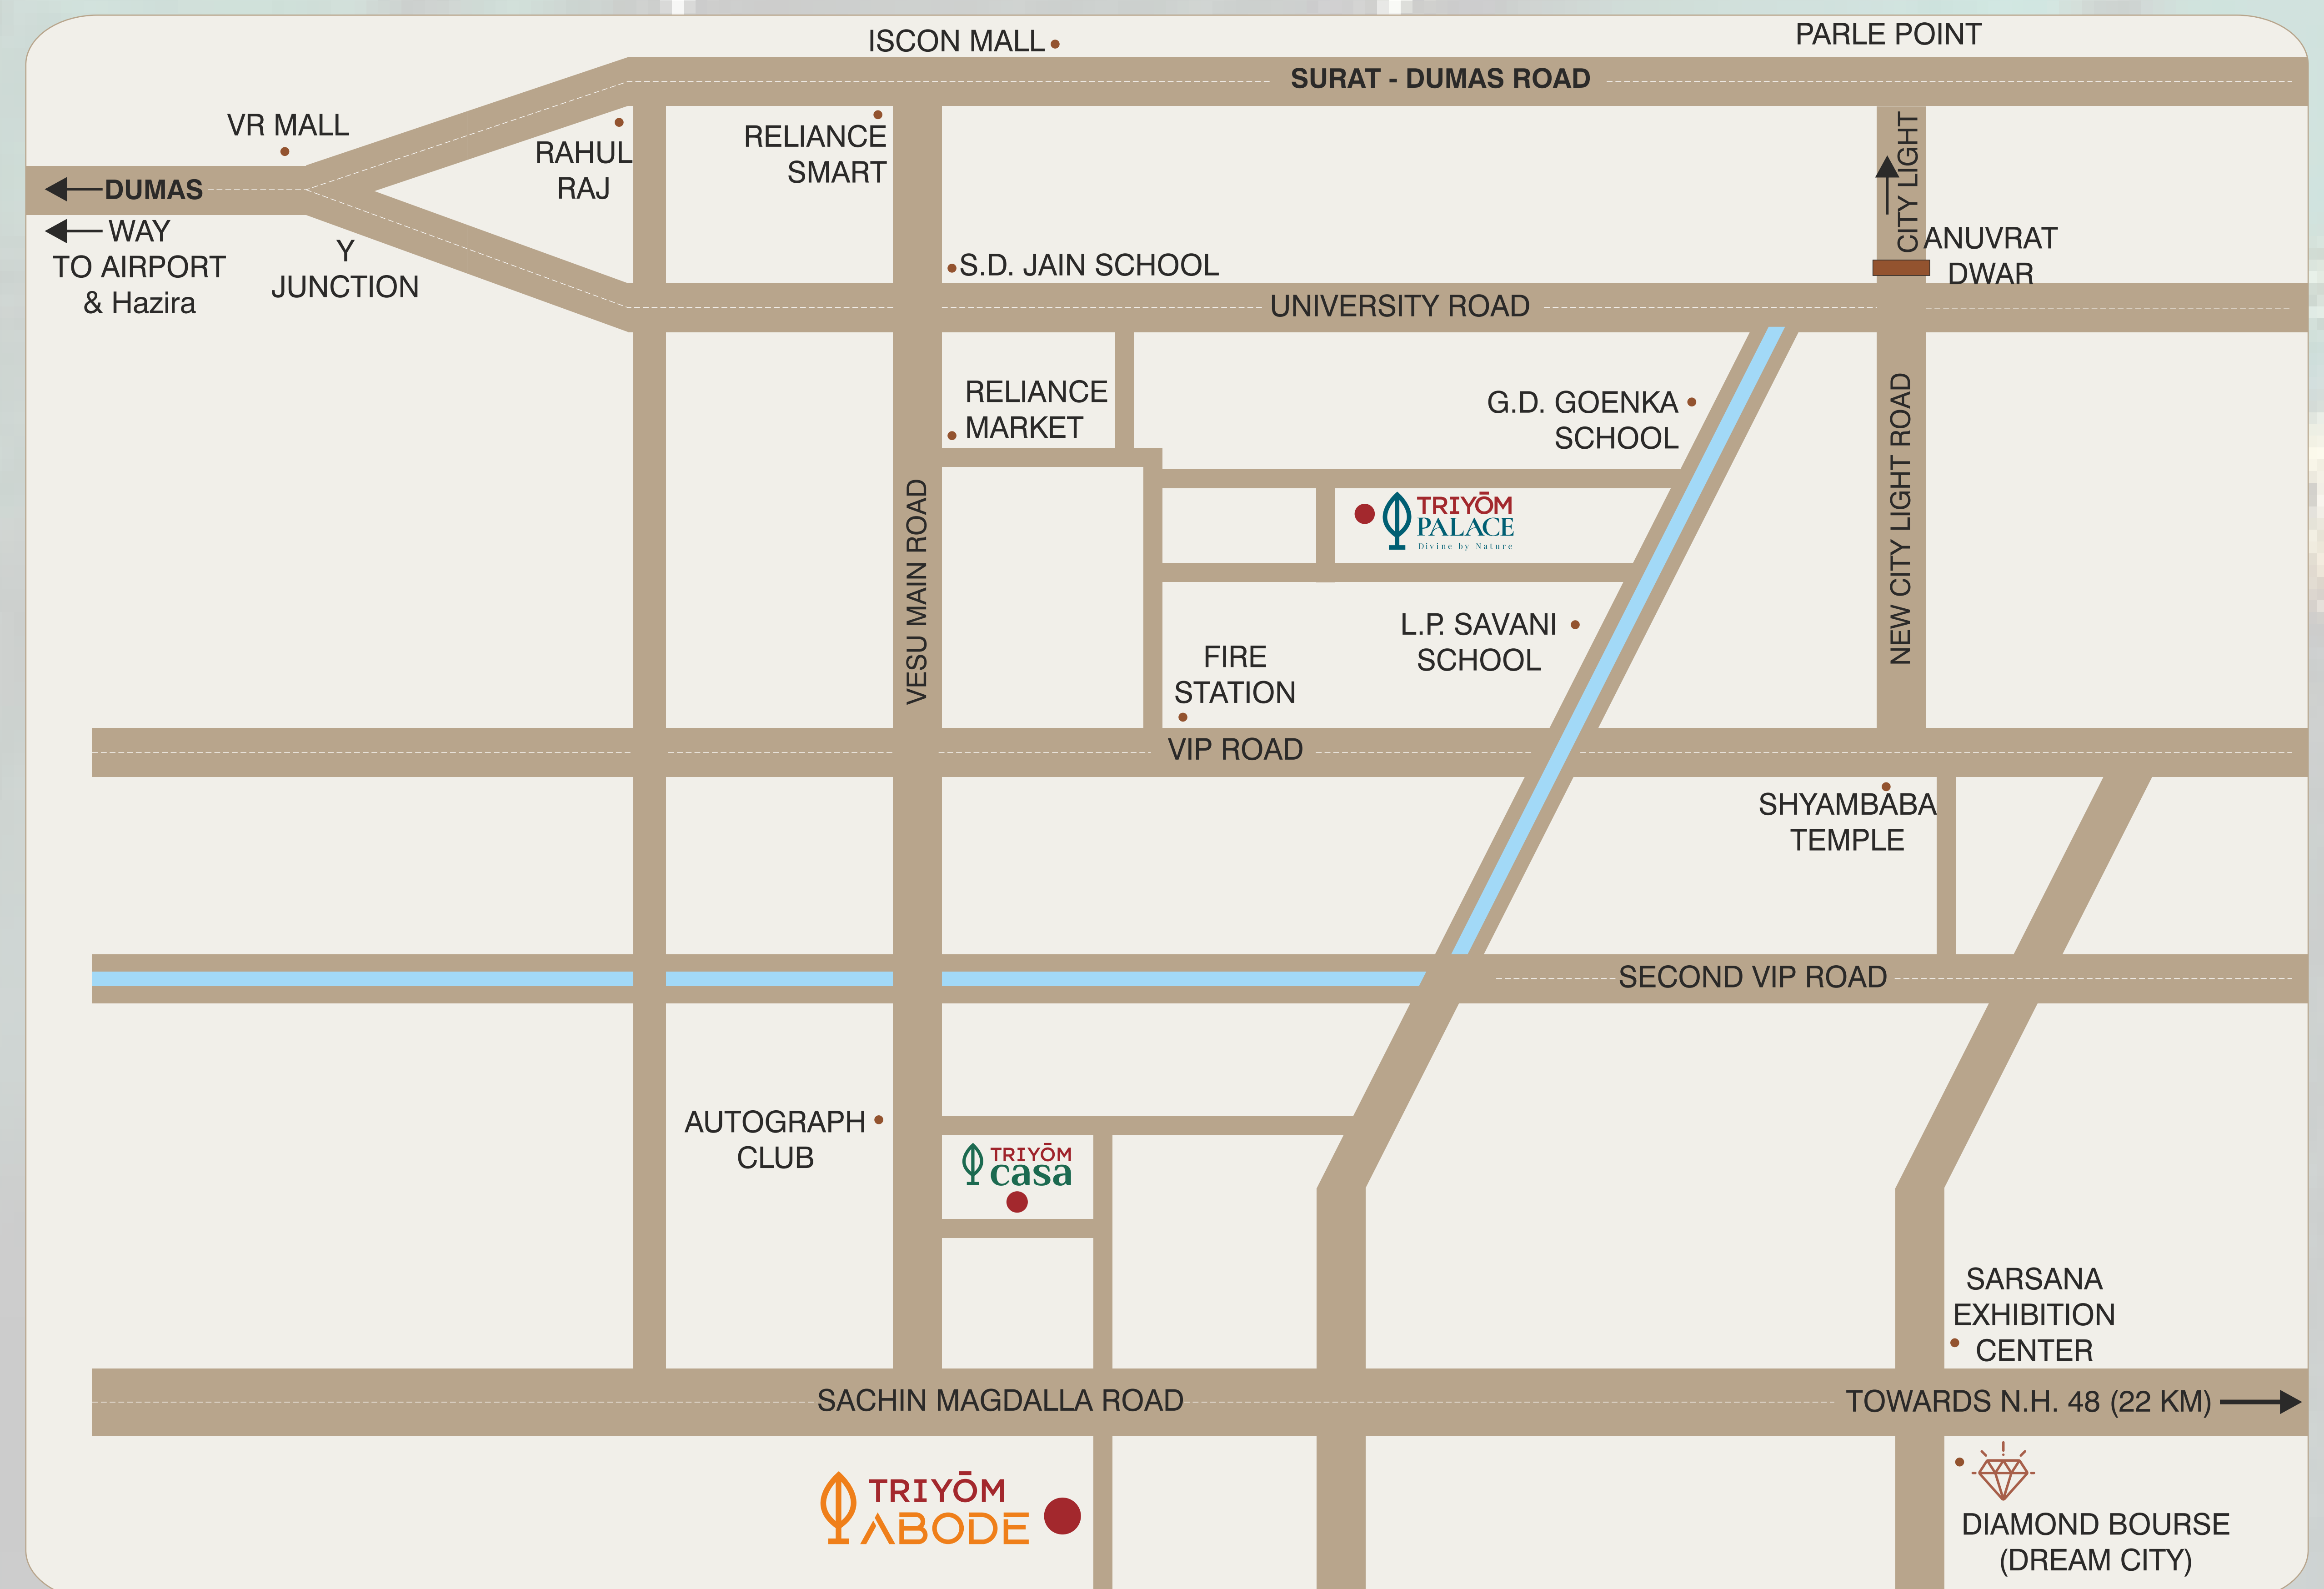 ISCON MALL
PARLE POINT
SURAT - DUMAS ROAD
VR MALL
RAHUL
RAJ
RELIANCE
SMART
CITY LIGHT
DUMAS
WAY
TO AIRPORT
& Hazira
Y
JUNCTION
S.D. JAIN SCHOOL
ANUVRAT
DWAR
UNIVERSITY ROAD
RELIANCE
MARKET
G.D. GOENKA
SCHOOL
NEW CITY LIGHT ROAD
VESU MAIN ROAD
TRIYŌM
PALACE
Divine by Nature
L.P. SAVANI
SCHOOL
FIRE
STATION
VIP ROAD
SHYAMBABA
TEMPLE
SECOND VIP ROAD
AUTOGRAPH
CLUB
TRIYŌM
casa
SARSANA
EXHIBITION
CENTER
SACHIN MAGDALLA ROAD
TOWARDS N.H. 48 (22 KM)
TRIYŌM
ABODE
DIAMOND BOURSE
(DREAM CITY)